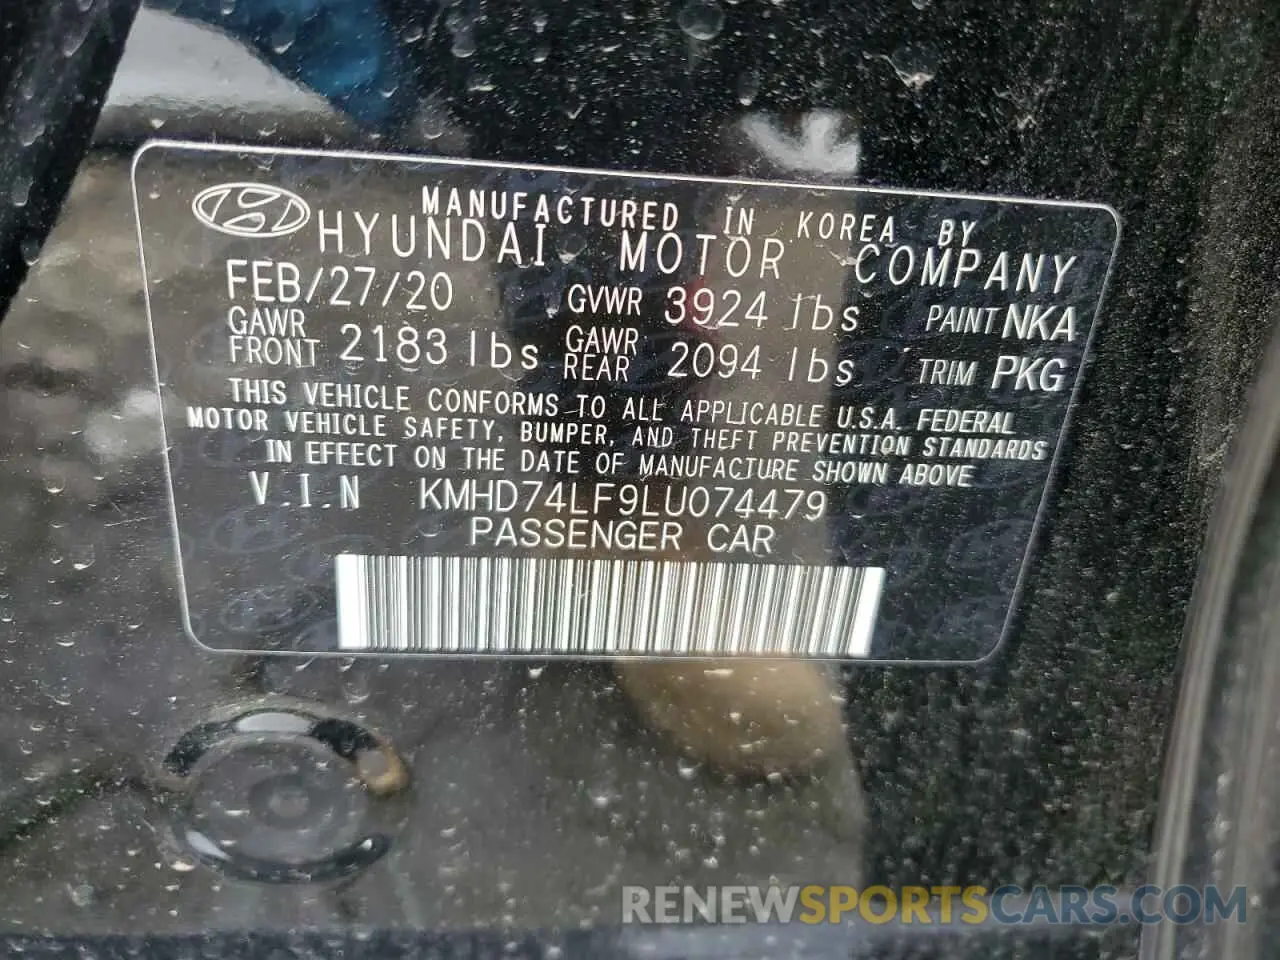 MANUFACTURED IN KOREA BY
HYUNDAI MOTOR COMPANY
FEB/27/20 GVWR 3924 lbs PAINT NKA
GAWR FRONT 2183 lbs GAWR REAR 2094 lbs TRIM PKG
THIS VEHICLE CONFORMS TO ALL APPLICABLE U.S.A. FEDERAL
MOTOR VEHICLE SAFETY, BUMPER, AND THEFT PREVENTION STANDARDS
IN EFFECT ON THE DATE OF MANUFACTURE SHOWN ABOVE
V.I.N KMHD74LF9LU074479
PASSENGER CAR
RENEWSPORTSCARS.COM